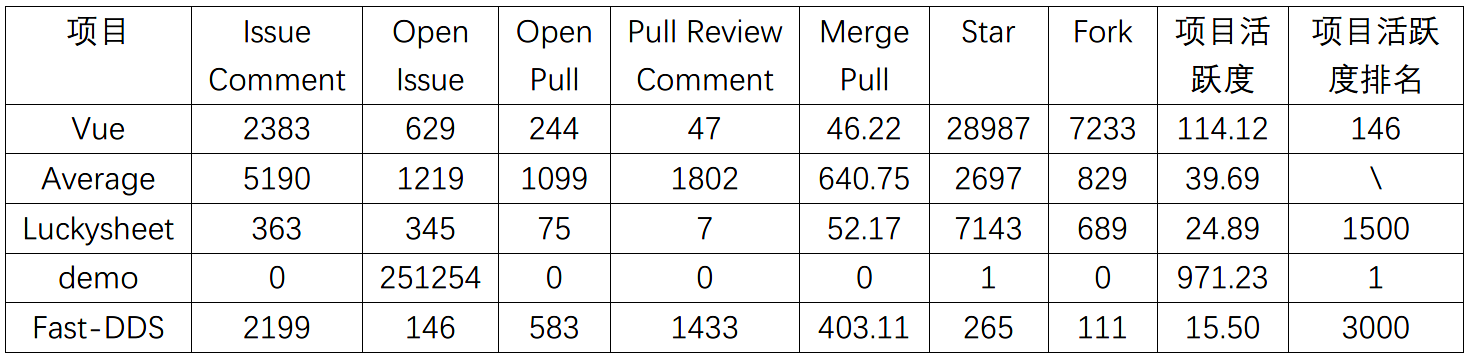 项目 Issue Comment Open Issue Open Pull Pull Review Comment Merge Pull Star Fork 项目活跃度 项目活跃度排名
Vue 2383 629 244 47 46.22 28987 7233 114.12 146
Average 5190 1219 1099 1802 640.75 2697 829 39.69 \
Luckysheet 363 345 75 7 52.17 7143 689 24.89 1500
demo 0 251254 0 0 0 1 0 971.23 1
Fast-DDS 2199 146 583 1433 403.11 265 111 15.50 3000